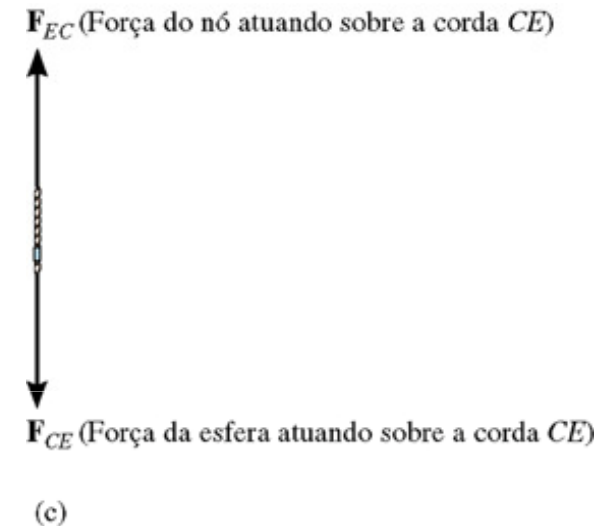 F_EC (Força do nó atuando sobre a corda CE)
F_CE (Força da esfera atuando sobre a corda CE)
(c)